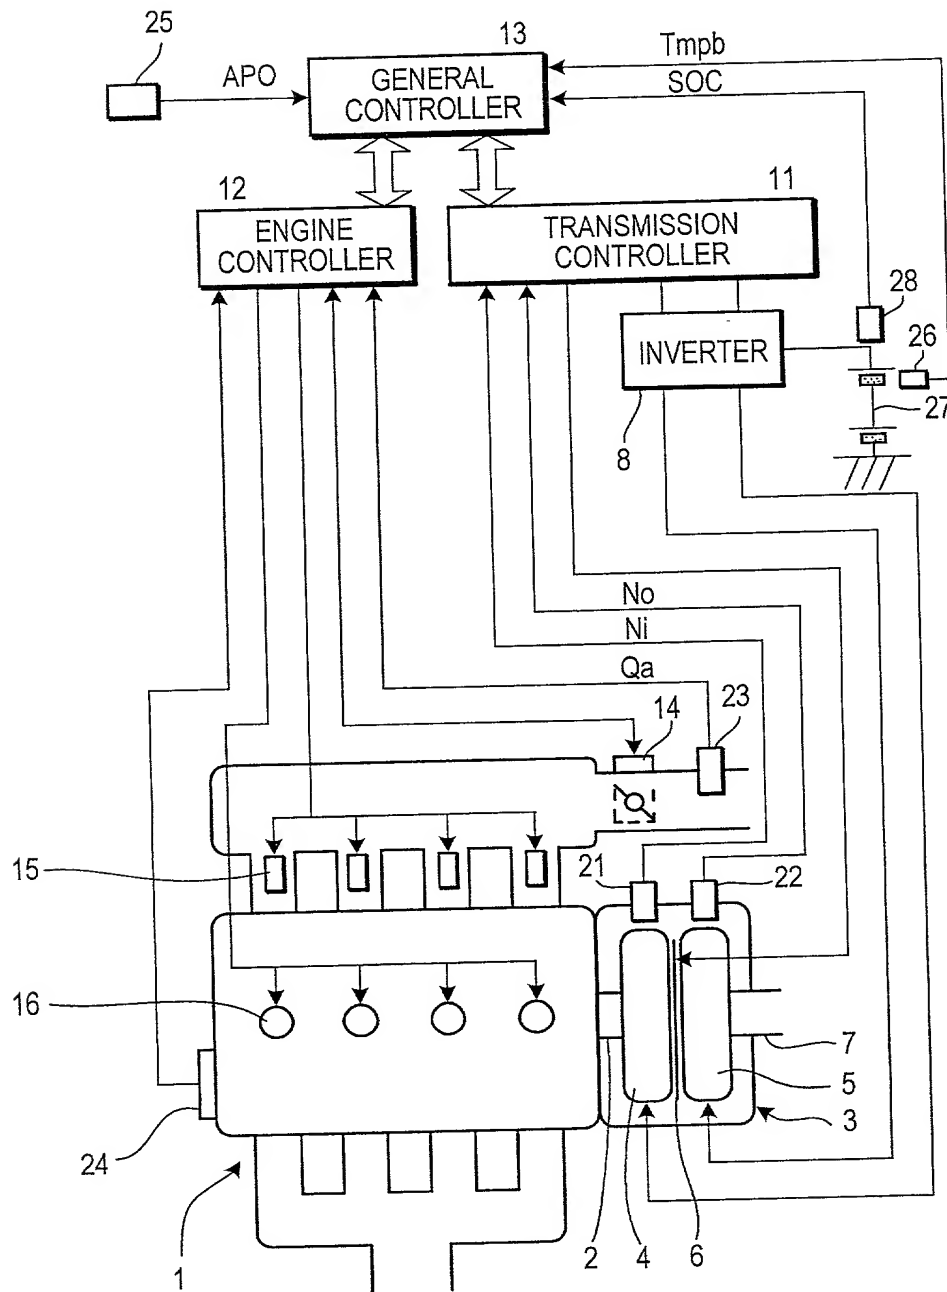 25
13
Tmpb
APO
GENERAL
CONTROLLER
SOC
12
11
ENGINE
CONTROLLER
TRANSMISSION
CONTROLLER
28
INVERTER
26
27
8
No
Ni
Qa
14
23
15
21
22
16
7
5
3
24
1
2
4
6